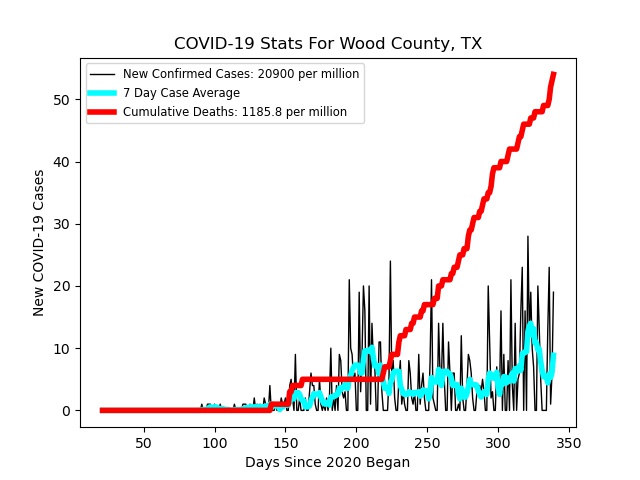 COVID-19 Stats For Wood County, TX
New Confirmed Cases: 20900 per million
7 Day Case Average
Cumulative Deaths: 1185.8 per million
New COVID-19 Cases
50
40
30
20
10
0
50 100 150 200 250 300 350
Days Since 2020 Began